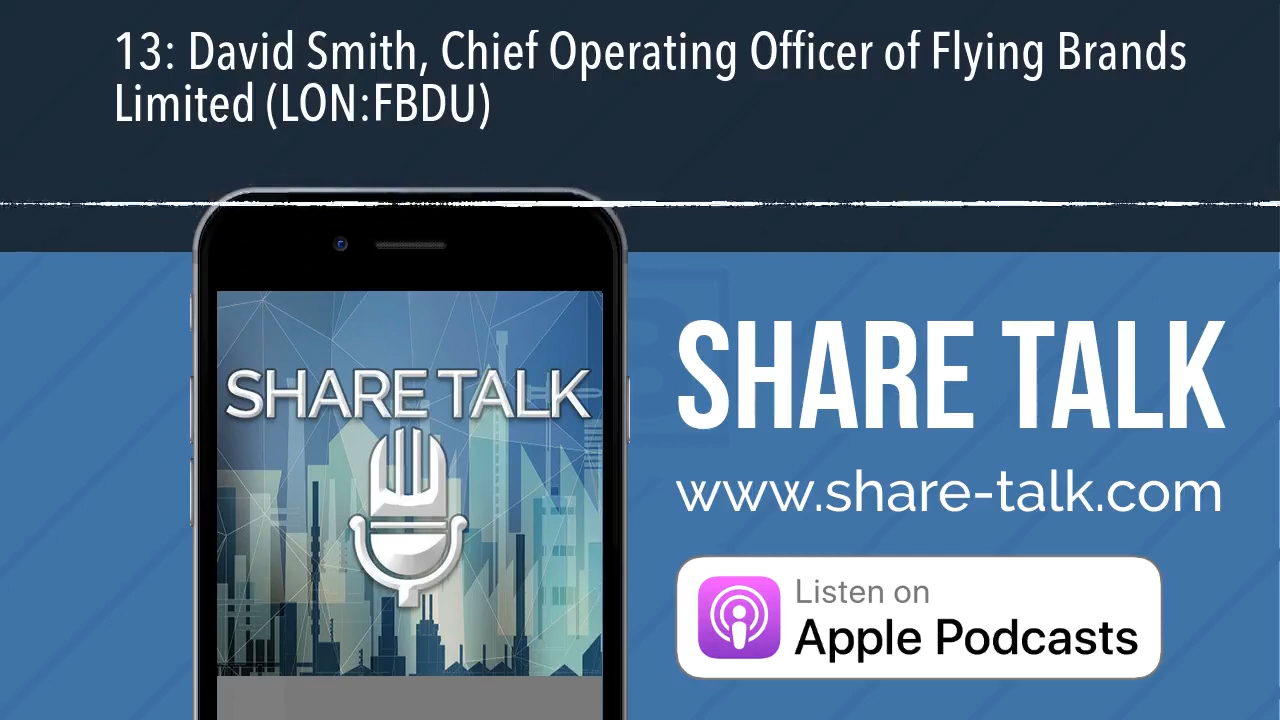 13: David Smith, Chief Operating Officer of Flying Brands
Limited (LON:FBDU)
SHARE TALK
SHARE TALK
www.share-talk.com
Listen on
Apple Podcasts